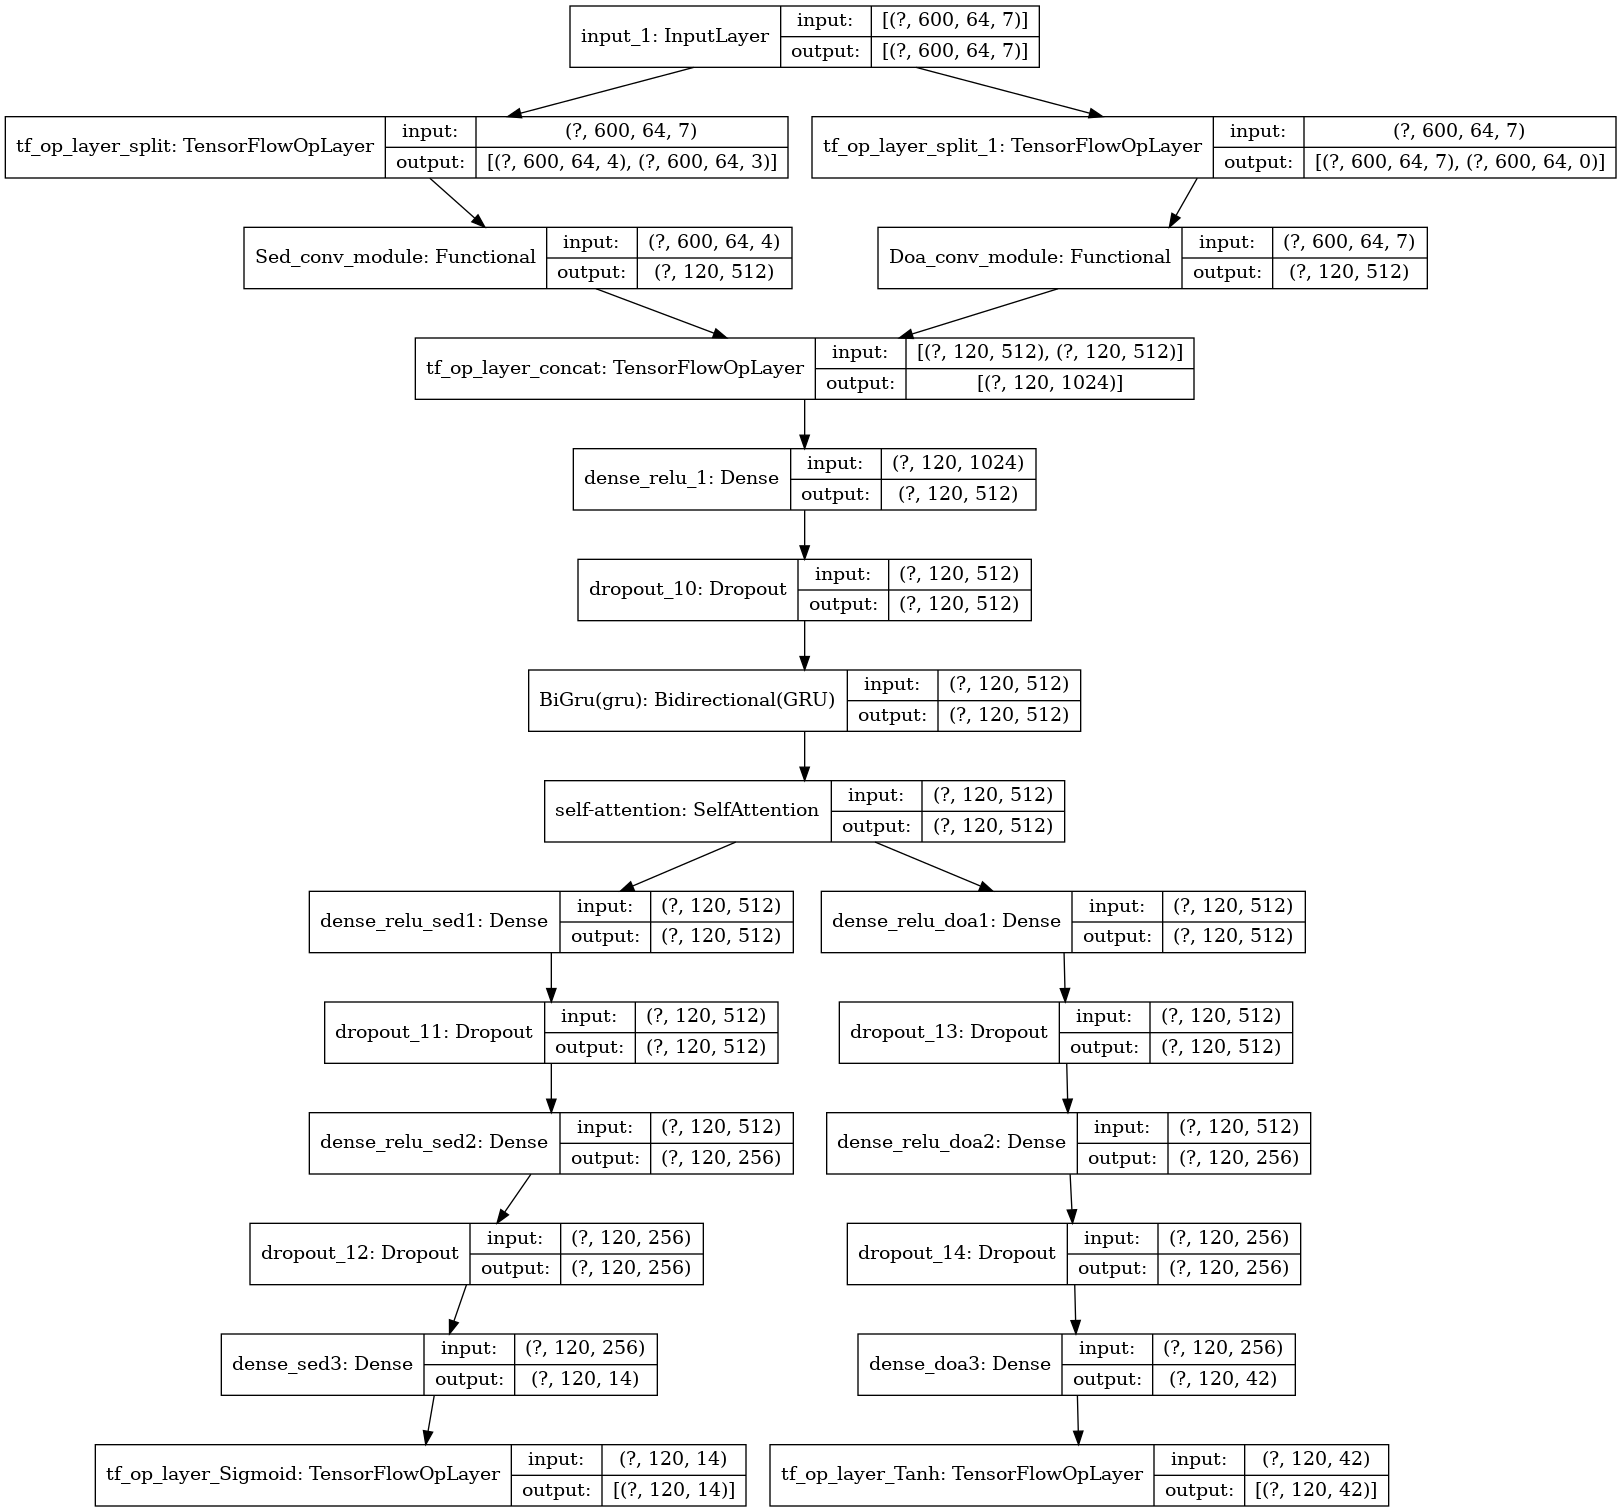 input_1: InputLayer
input: [(?, 600, 64, 7)]
output: [(?, 600, 64, 7)]
tf_op_layer_split: TensorFlowOpLayer
input: (?, 600, 64, 7)
output: [(?, 600, 64, 4), (?, 600, 64, 3)]
tf_op_layer_split_1: TensorFlowOpLayer
input: (?, 600, 64, 7)
output: [(?, 600, 64, 7), (?, 600, 64, 0)]
Sed_conv_module: Functional
input: (?, 600, 64, 4)
output: (?, 120, 512)
Doa_conv_module: Functional
input: (?, 600, 64, 7)
output: (?, 120, 512)
tf_op_layer_concat: TensorFlowOpLayer
input: [(?, 120, 512), (?, 120, 512)]
output: [(?, 120, 1024)]
dense_relu_1: Dense
input: (?, 120, 1024)
output: (?, 120, 512)
dropout_10: Dropout
input: (?, 120, 512)
output: (?, 120, 512)
BiGru(gru): Bidirectional(GRU)
input: (?, 120, 512)
output: (?, 120, 512)
self-attention: SelfAttention
input: (?, 120, 512)
output: (?, 120, 512)
dense_relu_sed1: Dense
input: (?, 120, 512)
output: (?, 120, 512)
dense_relu_doa1: Dense
input: (?, 120, 512)
output: (?, 120, 512)
dropout_11: Dropout
input: (?, 120, 512)
output: (?, 120, 512)
dropout_13: Dropout
input: (?, 120, 512)
output: (?, 120, 512)
dense_relu_sed2: Dense
input: (?, 120, 512)
output: (?, 120, 256)
dense_relu_doa2: Dense
input: (?, 120, 512)
output: (?, 120, 256)
dropout_12: Dropout
input: (?, 120, 256)
output: (?, 120, 256)
dropout_14: Dropout
input: (?, 120, 256)
output: (?, 120, 256)
dense_sed3: Dense
input: (?, 120, 256)
output: (?, 120, 14)
dense_doa3: Dense
input: (?, 120, 256)
output: (?, 120, 42)
tf_op_layer_Sigmoid: TensorFlowOpLayer
input: (?, 120, 14)
output: [(?, 120, 14)]
tf_op_layer_Tanh: TensorFlowOpLayer
input: (?, 120, 42)
output: [(?, 120, 42)]